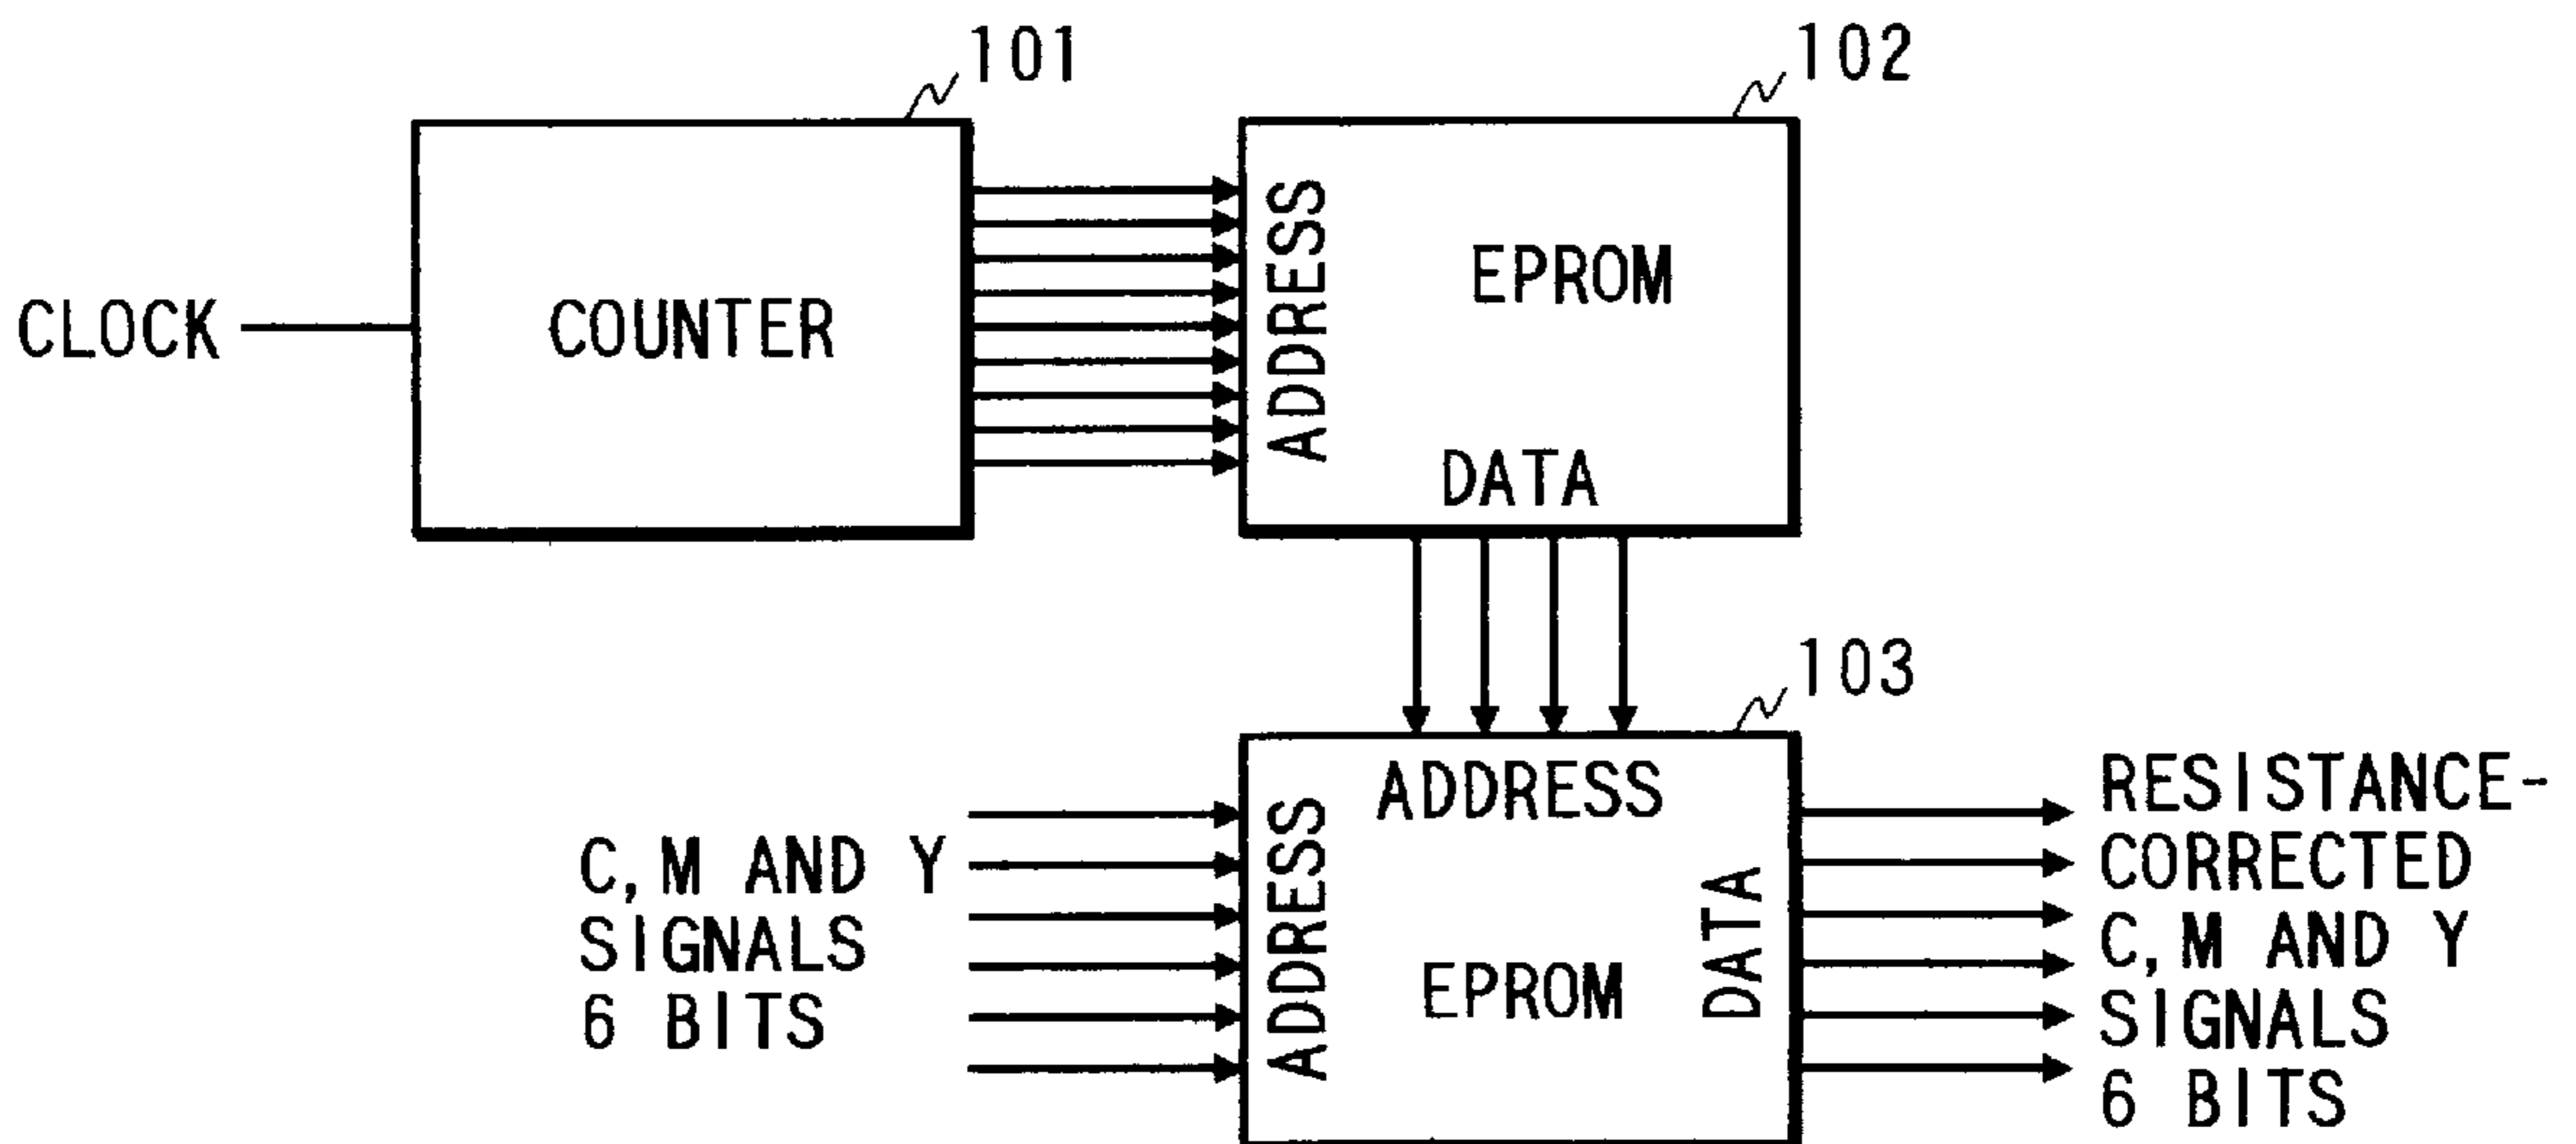 101
102
CLOCK
COUNTER
ADDRESS
EPROM
DATA
103
C, M AND Y
SIGNALS
6 BITS
ADDRESS
ADDRESS
EPROM
DATA
RESISTANCE-
CORRECTED
C, M AND Y
SIGNALS
6 BITS